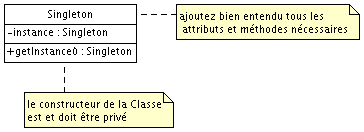 Singleton
-instance : Singleton
+getInstance() : Singleton
ajoutez bien entendu tous les
attributs et méthodes nécessaires
le constructeur de la Classe
est et doit être privé